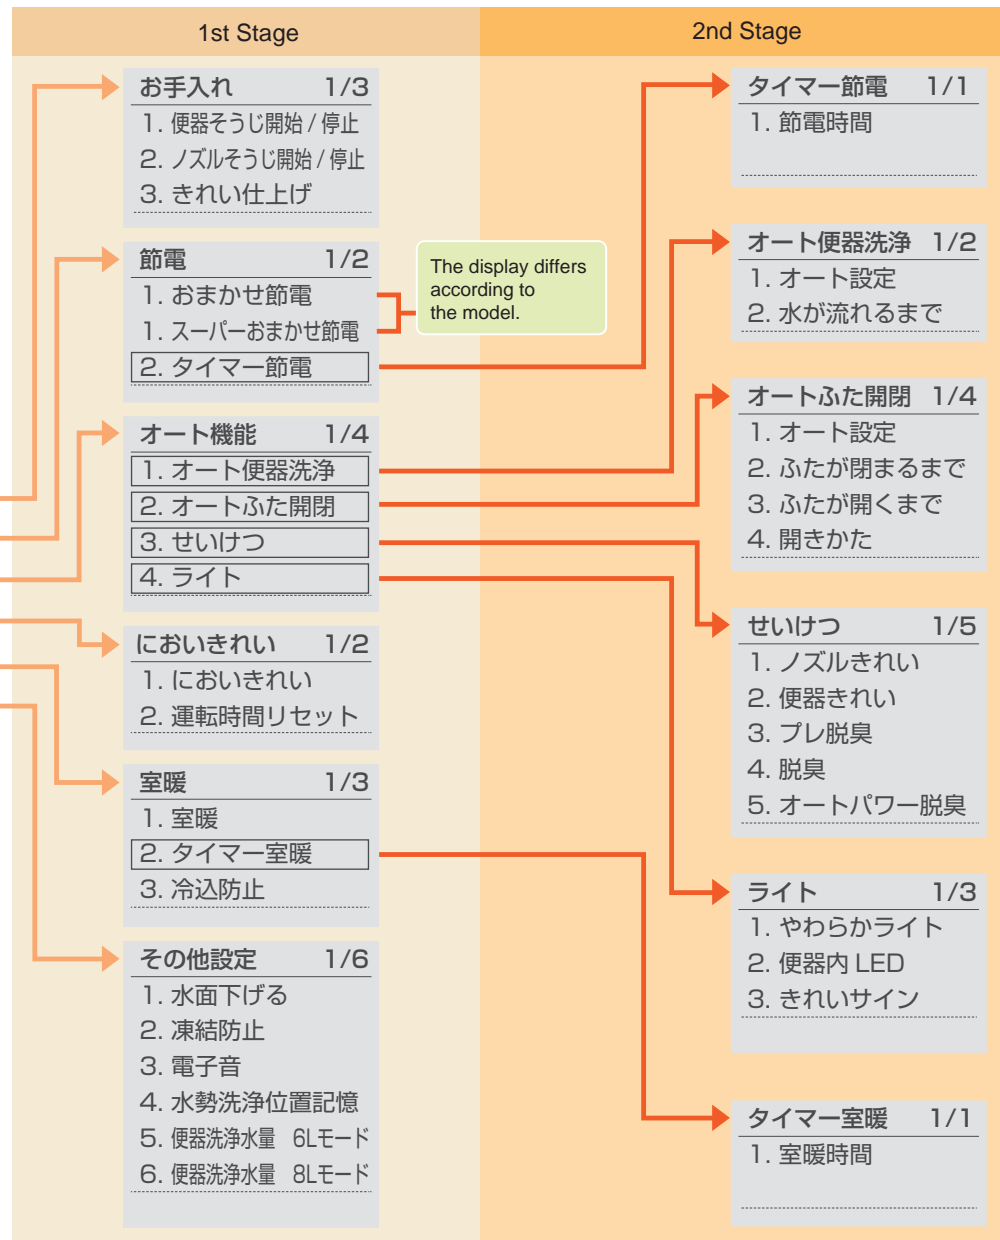 1st Stage
お手入れ 1/3
1. 便器そうじ開始 / 停止
2. ノズルそうじ開始 / 停止
3. きれい仕上げ
節電 1/2
1. おまかせ節電
1. スーパーおまかせ節電
2. タイマー節電
The display differs
according to
the model.
オート機能 1/4
1. オート便器洗浄
2. オートふた開閉
3. せいけつ
4. ライト
においきれい 1/2
1. においきれい
2. 運転時間リセット
室暖 1/3
1. 室暖
2. タイマー室暖
3. 冷込防止
その他設定 1/6
1. 水面下げる
2. 凍結防止
3. 電子音
4. 水勢洗浄位置記憶
5. 便器洗浄水量 6Lモード
6. 便器洗浄水量 8Lモード
2nd Stage
タイマー節電 1/1
1. 節電時間
オート便器洗浄 1/2
1. オート設定
2. 水が流れるまで
オートふた開閉 1/4
1. オート設定
2. ふたが閉まるまで
3. ふたが開くまで
4. 開きかた
せいけつ 1/5
1. ノズルきれい
2. 便器きれい
3. プレ脱臭
4. 脱臭
5. オートパワー脱臭
ライト 1/3
1. やわらかライト
2. 便器内 LED
3. きれいサイン
タイマー室暖 1/1
1. 室暖時間